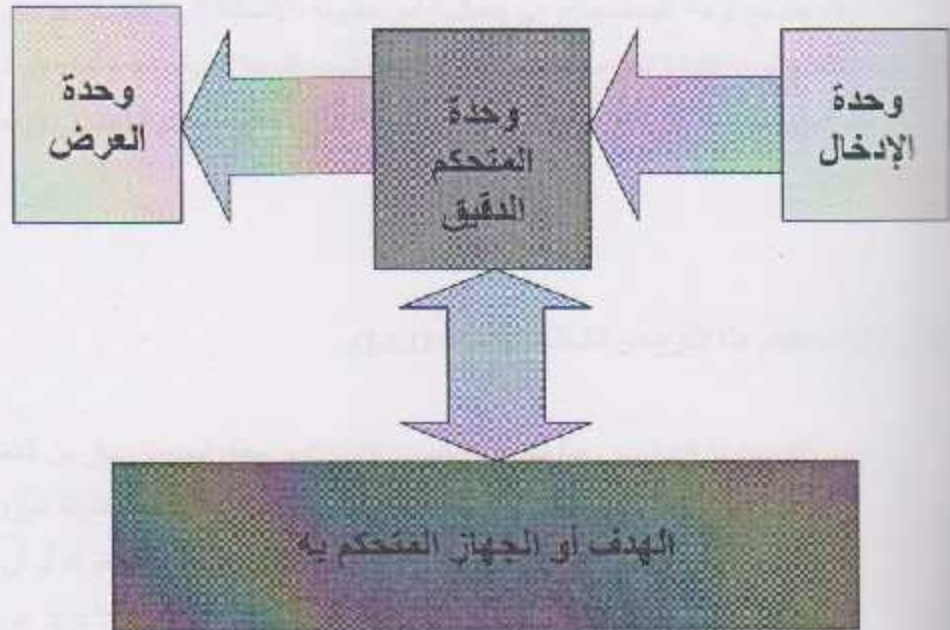 وحدة
الإدخال
وحدة
المتحكم
الدقيق
وحدة
العرض
الهدف أو الجهاز المتحكم به